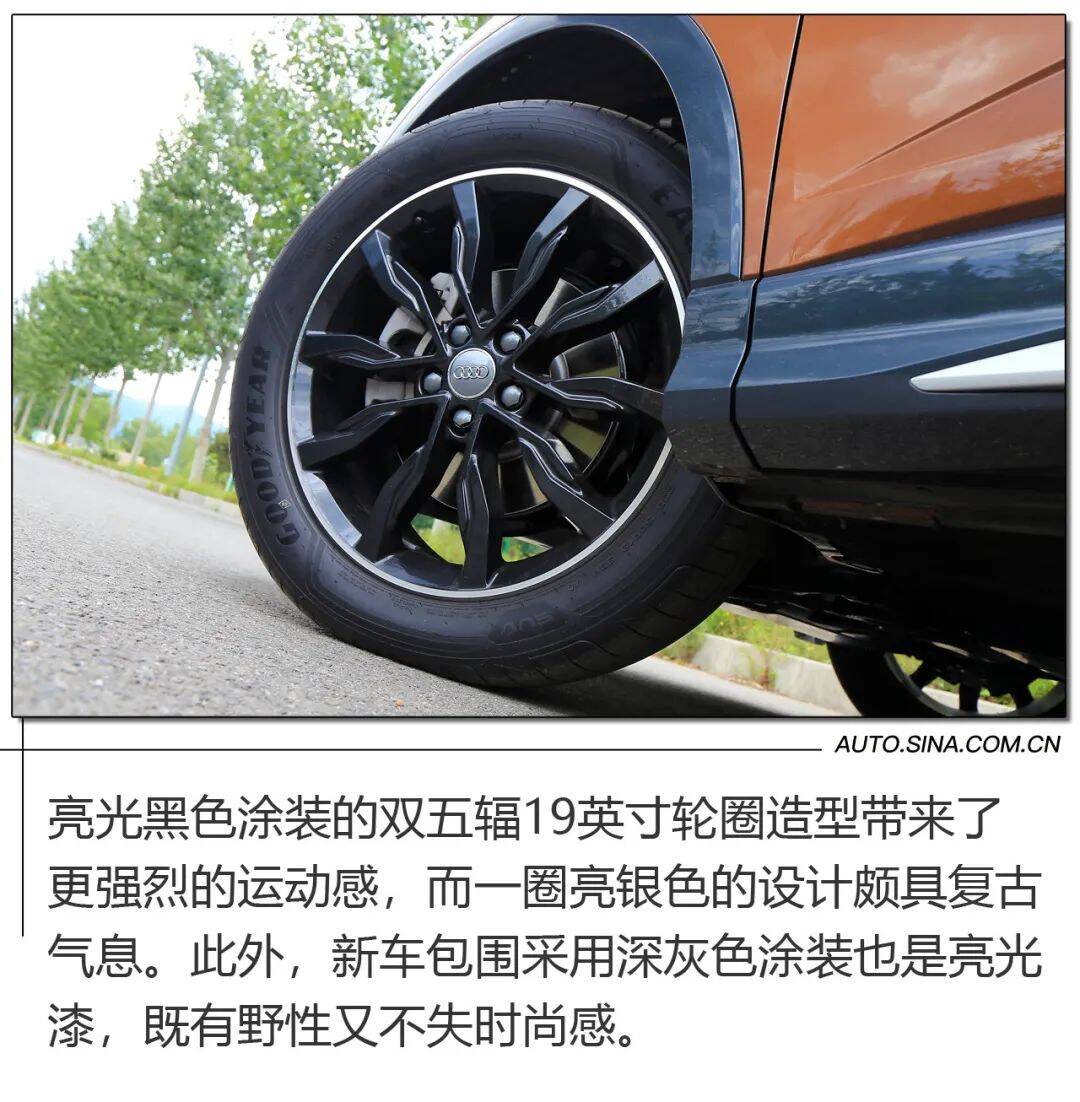 GOODYEAR
EA
SUV
AUTO.SINA.COM.CN
亮光黑色涂装的双五辐19英寸轮圈造型带来了
更强烈的运动感，而一圈亮银色的设计颇具复古
气息。此外，新车包围采用深灰色涂装也是亮光
漆，既有野性又不失时尚感。